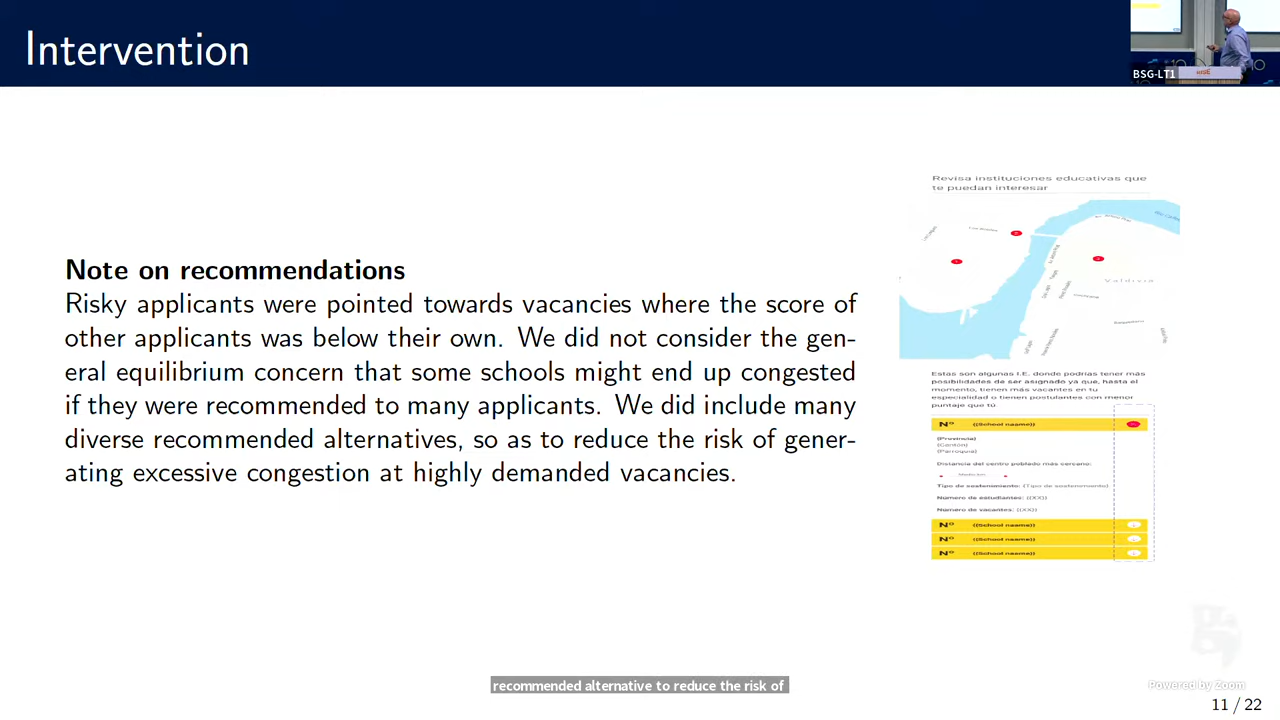 Intervention
BSG-LT1
Note on recommendations
Risky applicants were pointed towards vacancies where the score of
other applicants was below their own. We did not consider the gen-
eral equilibrium concern that some schools might end up congested
if they were recommended to many applicants. We did include many
diverse recommended alternatives, so as to reduce the risk of gener-
ating excessive congestion at highly demanded vacancies.
Revisa instituciones educativas que
te puedan interesar
Estas son algunas I.E. donde podrías tener más
posibilidades de ser asignado ya que, hasta el
momento, tienen más vacantes en tu
especialidad o tienen postulantes con menor
puntaje que tú
Nº {(School naame)}
(Provincia)
(Cantón)
(Parroquia)
Distancia del centro poblado más cercano:
Tipo de sostenimiento: (Tipo de sostenimiento)
Número de estudiantes: {(XX)}
Número de vacantes: {(XX)}
Nº {(School naame)}
Nº {(School naame)}
Nº {(School naame)}
recommended alternative to reduce the risk of
Powered by Zoom
11 / 22